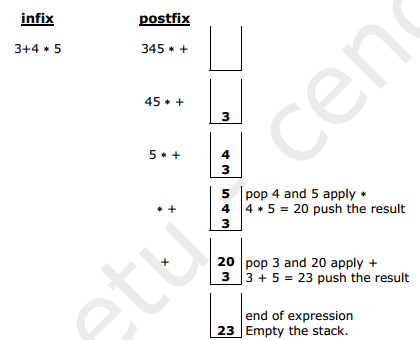 infix postfix
3+4 * 5 345 * +
45 * +
3
5 * +
4
3
5 pop 4 and 5 apply *
* + 4 4 * 5 = 20 push the result
3
+ 20 pop 3 and 20 apply +
3 3 + 5 = 23 push the result
end of expression
23 Empty the stack.
etu - ceng